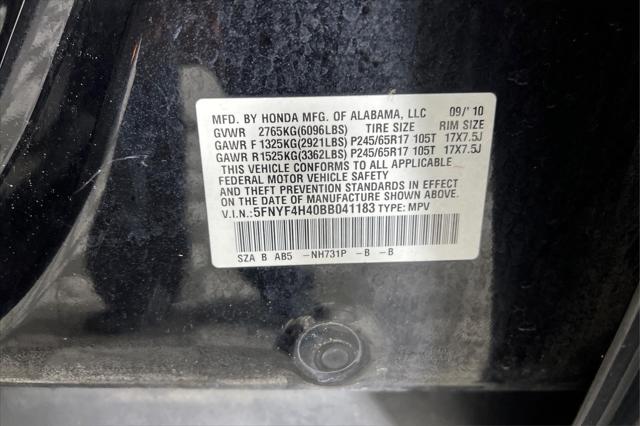 MFD. BY HONDA MFG. OF ALABAMA, LLC 09/' 10
GVWR 2765KG(6096LBS) TIRE SIZE RIM SIZE
GAWR F 1325KG(2921LBS) P245/65R17 105T 17X7.5J
GAWR R 1525KG(3362LBS) P245/65R17 105T 17X7.5J
THIS VEHICLE CONFORMS TO ALL APPLICABLE
FEDERAL MOTOR VEHICLE SAFETY
AND THEFT PREVENTION STANDARDS IN EFFECT
ON THE DATE OF MANUFACTURE SHOWN ABOVE.
V.I.N.: 5FNYF4H40BB041183 TYPE: MPV
SZA B AB5 -NH731P -B -B